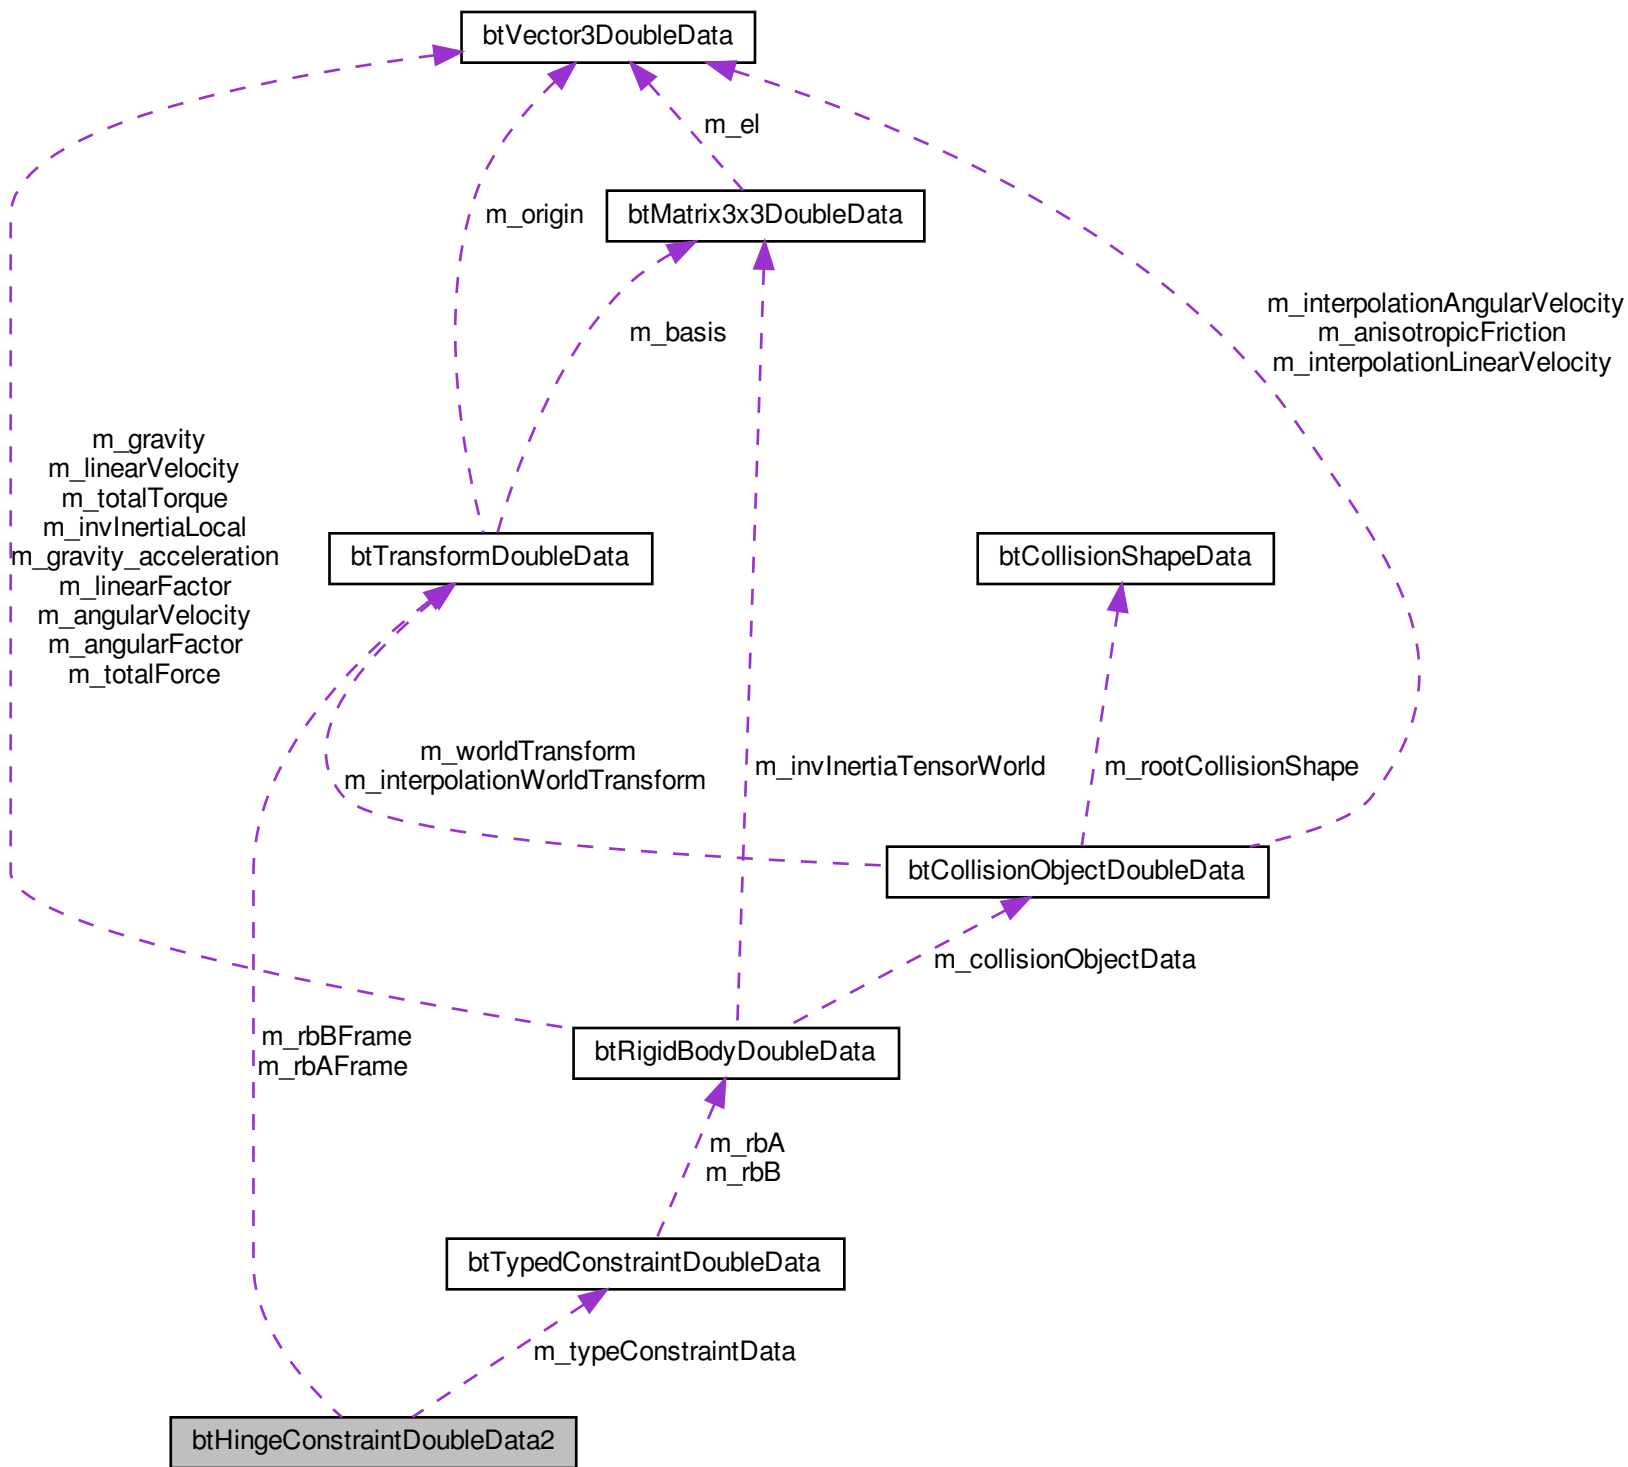 btVector3DoubleData
m_el
m_origin
btMatrix3x3DoubleData
m_interpolationAngularVelocity
m_anisotropicFriction
m_interpolationLinearVelocity
m_basis
m_gravity
m_linearVelocity
m_totalTorque
m_invInertiaLocal
m_gravity_acceleration
m_linearFactor
m_angularVelocity
m_angularFactor
m_totalForce
btTransformDoubleData
btCollisionShapeData
m_worldTransform
m_interpolationWorldTransform
m_invInertiaTensorWorld
m_rootCollisionShape
btCollisionObjectDoubleData
m_collisionObjectData
m_rbBFrame
m_rbAFrame
btRigidBodyDoubleData
m_rbA
m_rbB
btTypedConstraintDoubleData
m_typeConstraintData
btHingeConstraintDoubleData2